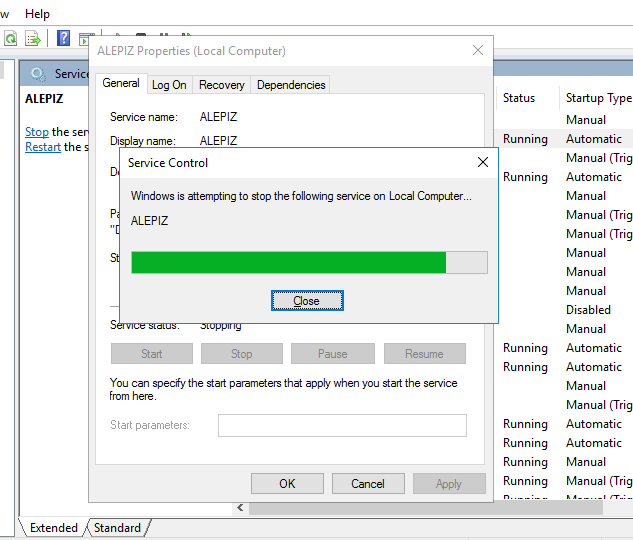 w Help
ALEPIZ Properties (Local Computer)
Service
General Log On Recovery Dependencies
ALEPIZ
Stop the ser
Restart the s
Service name: ALEPIZ
Display name: ALEPIZ
De
Pa
"D
St
Service Control
Windows is attempting to stop the following service on Local Computer...
ALEPIZ
Close
Service status: Stopping
Start Stop Pause Resume
You can specify the start parameters that apply when you start the service
from here.
Start parameters:
OK Cancel Apply
Status Startup Type
Manual
Running Automatic
Manual (Trig
Running Automatic
Manual
Manual (Trig
Manual (Trig
Manual
Manual
Manual
Disabled
Manual
Running Automatic
Running Automatic
Manual
Manual (Trig
Running Automatic
Running Automatic
Running Manual
Running Manual (Trig
Running Manual (Trig
Extended Standard